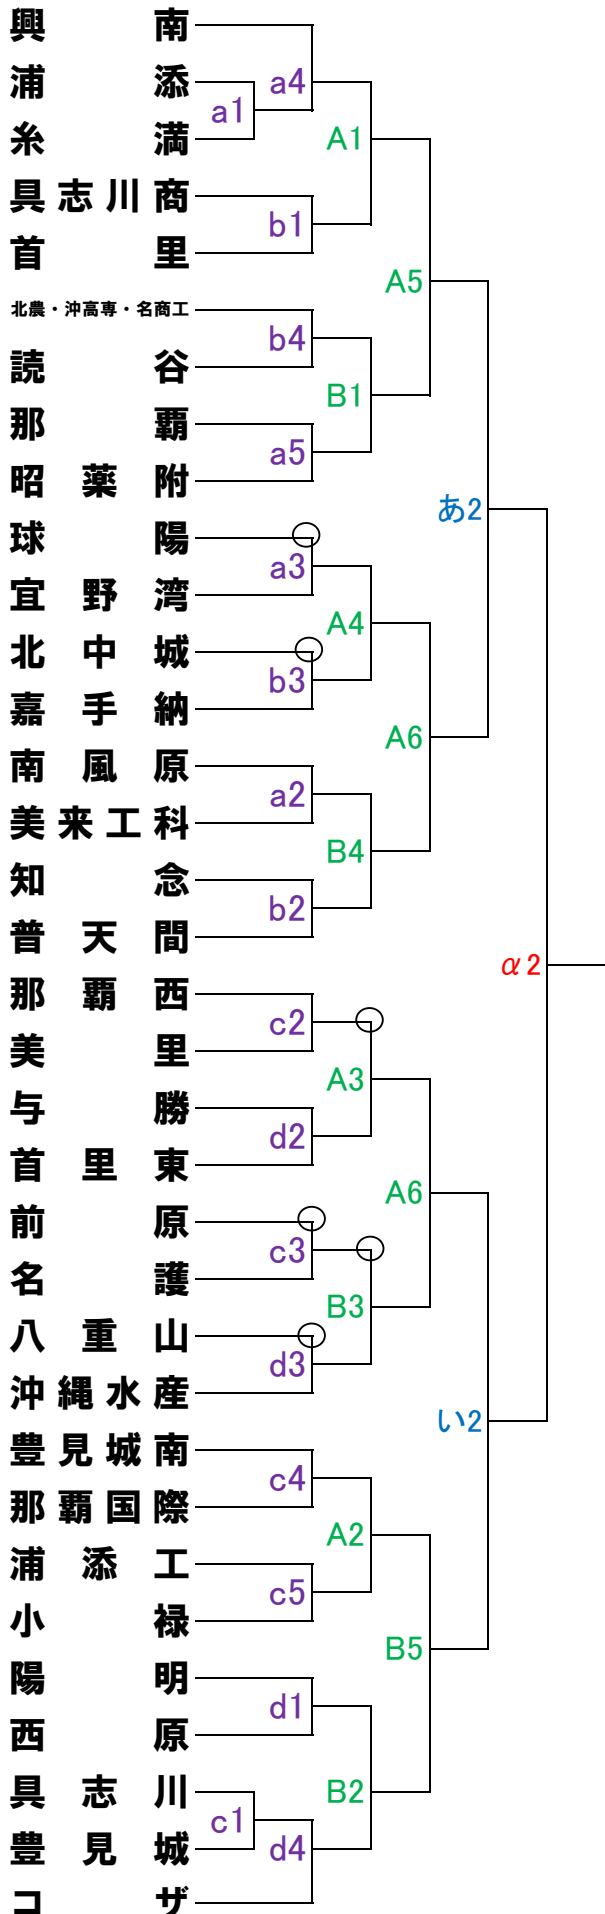 興南
浦添
糸満
具志川商
首里
北農・沖高専・名商工
読谷
那覇
昭薬附
球陽
宜野湾
北中城
嘉手納
南風原
美来工科
知念
普天間
那覇西
美里
与勝
首里東
前原
名護
八重山
沖縄水産
豊見城南
那覇国際
浦添工
小禄
陽明
西原
具志川
豊見城
コザ
a1
a4
b1
b4
a5
a3
b3
a2
b2
c2
d2
c3
d3
c4
c5
d1
c1
d4
A1
B1
A4
B4
A3
B3
A2
B2
A5
A6
A6
B5
あ2
い2
α2